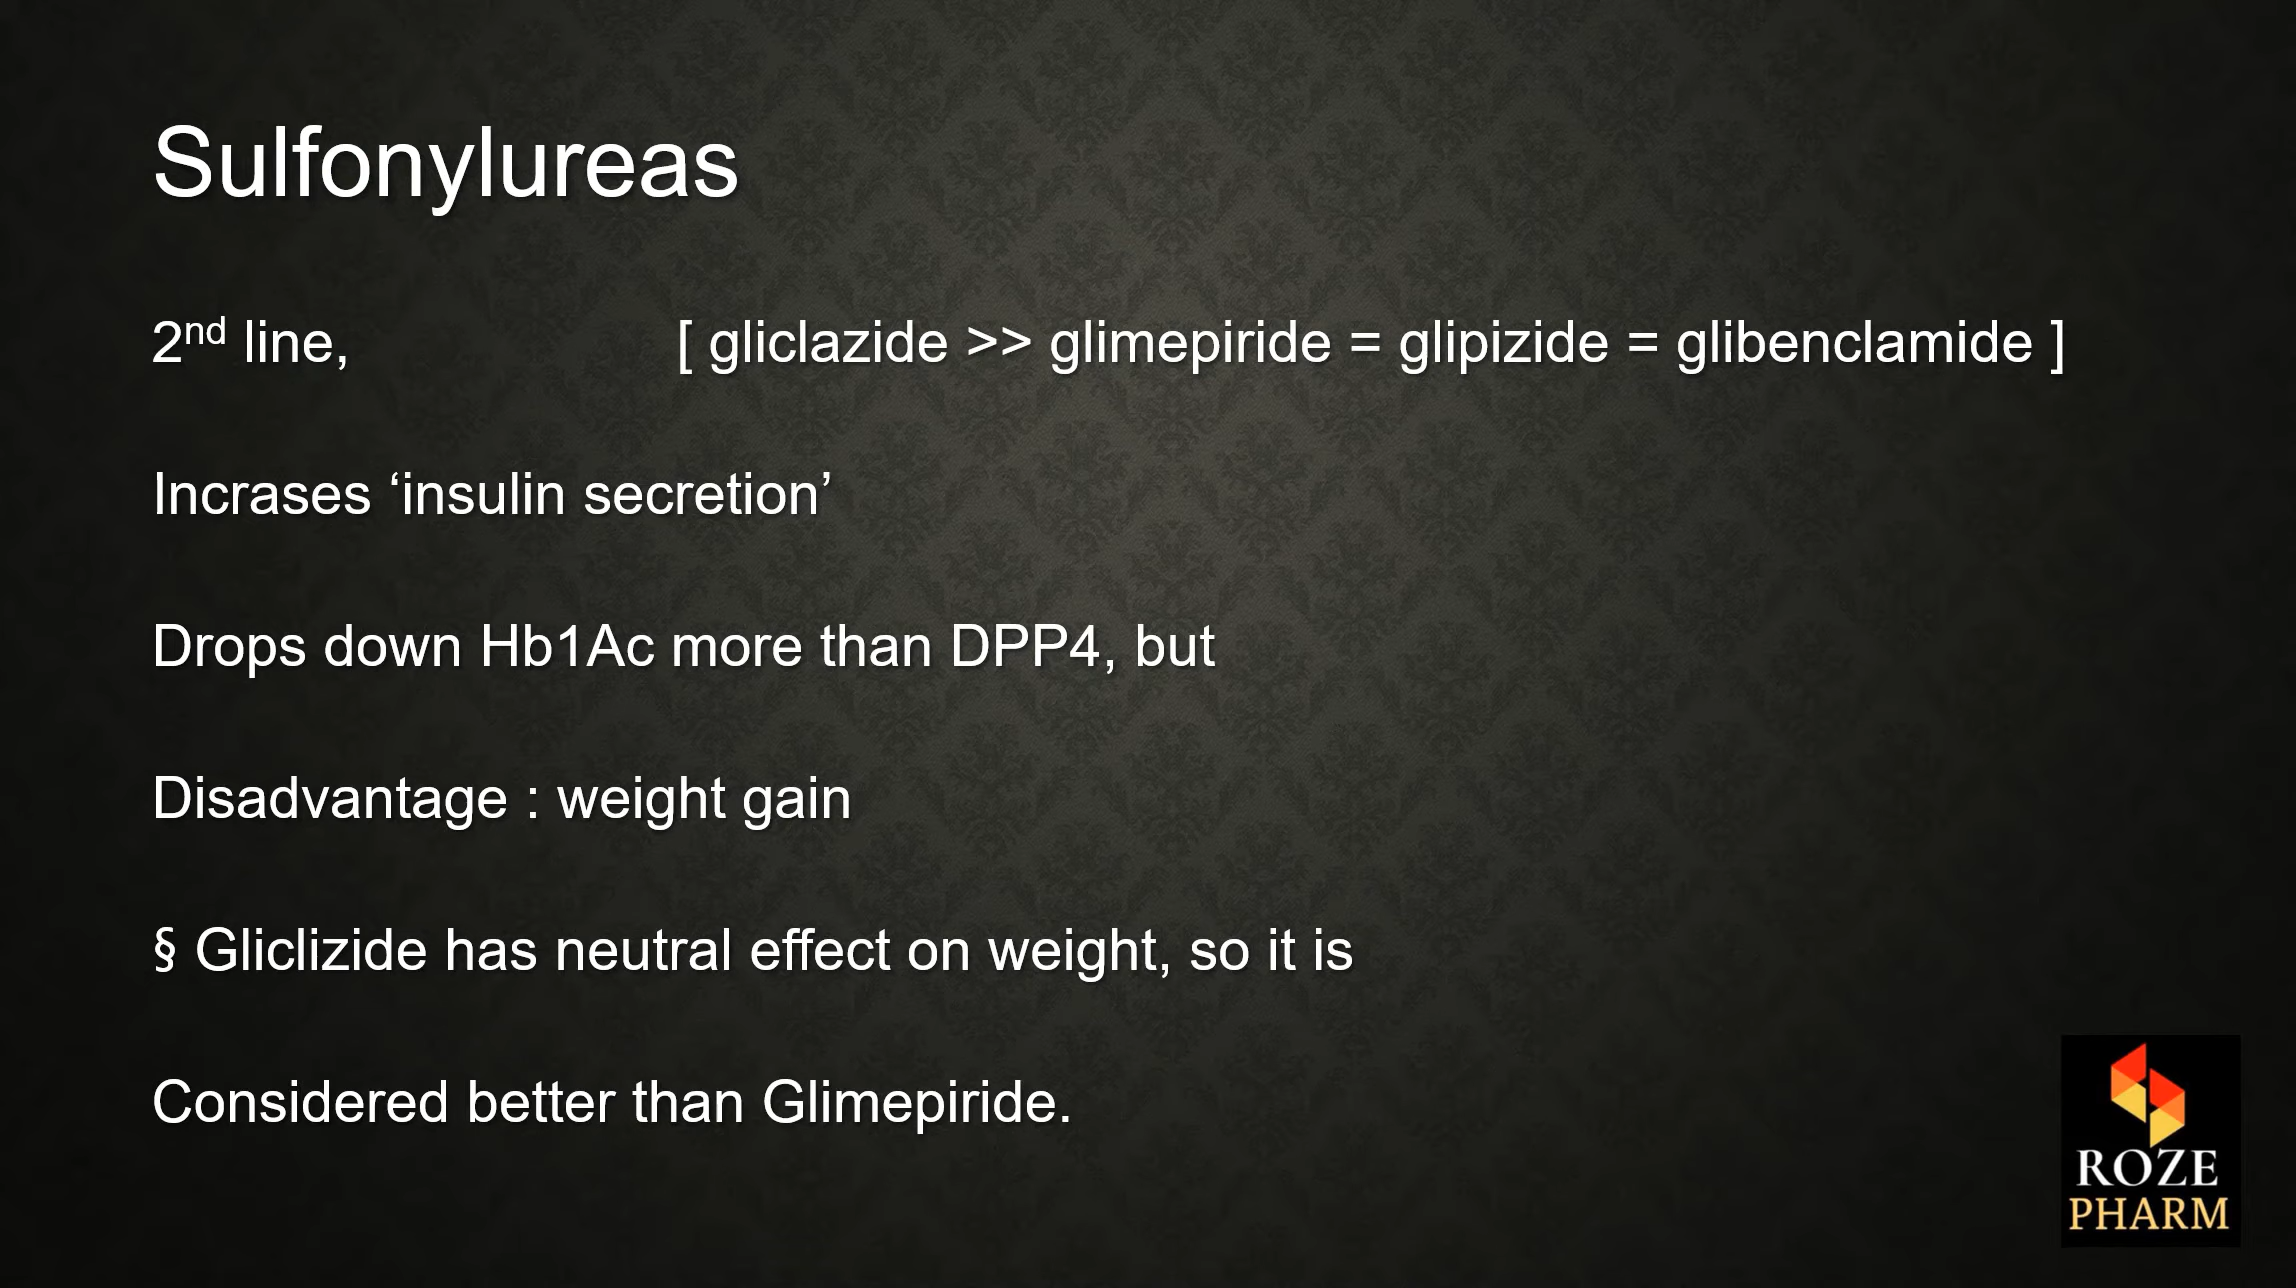 Sulfonylureas
2nd line, [ gliclazide >> glimepiride = glipizide = glibenclamide ]
Incrases ‘insulin secretion’
Drops down Hb1Ac more than DPP4, but
Disadvantage : weight gain
§ Gliclizide has neutral effect on weight, so it is
Considered better than Glimepiride.
ROZE
PHARM